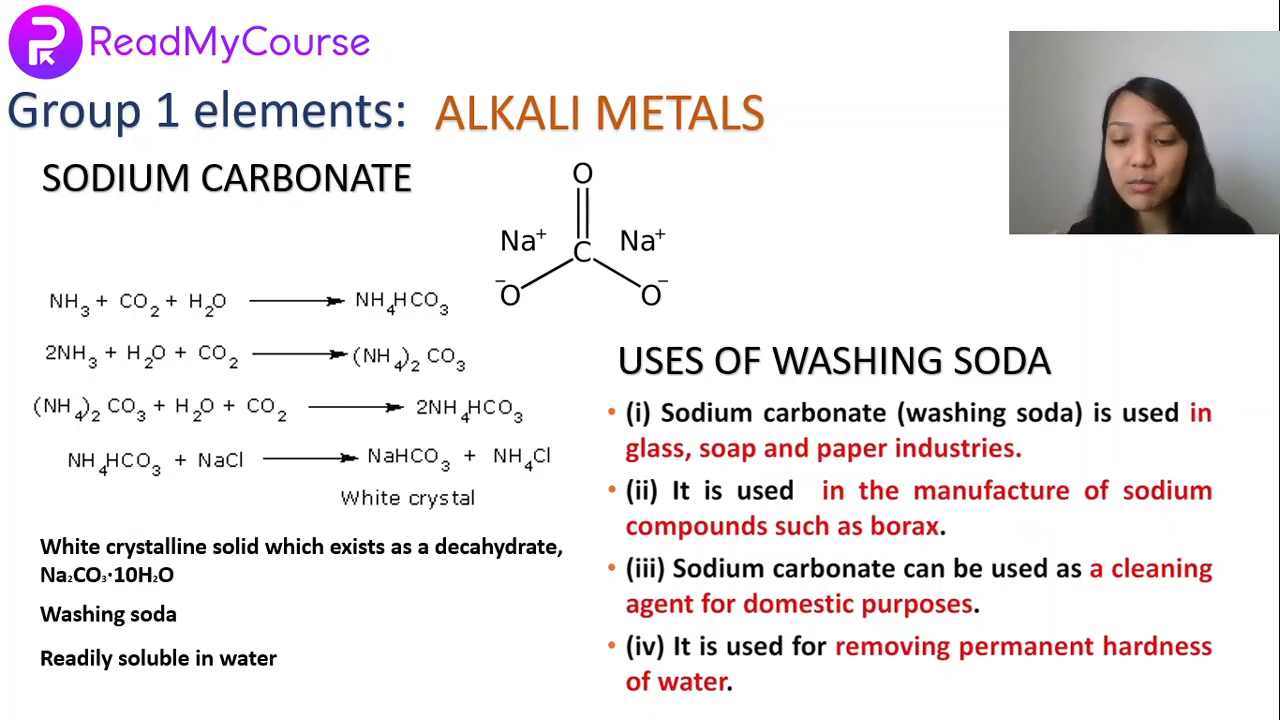 ReadMyCourse
Group 1 elements: ALKALI METALS
SODIUM CARBONATE
O
Na⁺ Na⁺
C
⁻O O⁻
NH₃ + CO₂ + H₂O ⟶ NH₄HCO₃
2NH₃ + H₂O + CO₂ ⟶ (NH₄)₂ CO₃
(NH₄)₂ CO₃ + H₂O + CO₂ ⟶ 2NH₄HCO₃
NH₄HCO₃ + NaCl ⟶ NaHCO₃ + NH₄Cl
White crystal
White crystalline solid which exists as a decahydrate,
Na₂CO₃·10H₂O
Washing soda
Readily soluble in water
USES OF WASHING SODA
• (i) Sodium carbonate (washing soda) is used in
glass, soap and paper industries.
• (ii) It is used in the manufacture of sodium
compounds such as borax.
• (iii) Sodium carbonate can be used as a cleaning
agent for domestic purposes.
• (iv) It is used for removing permanent hardness
of water.